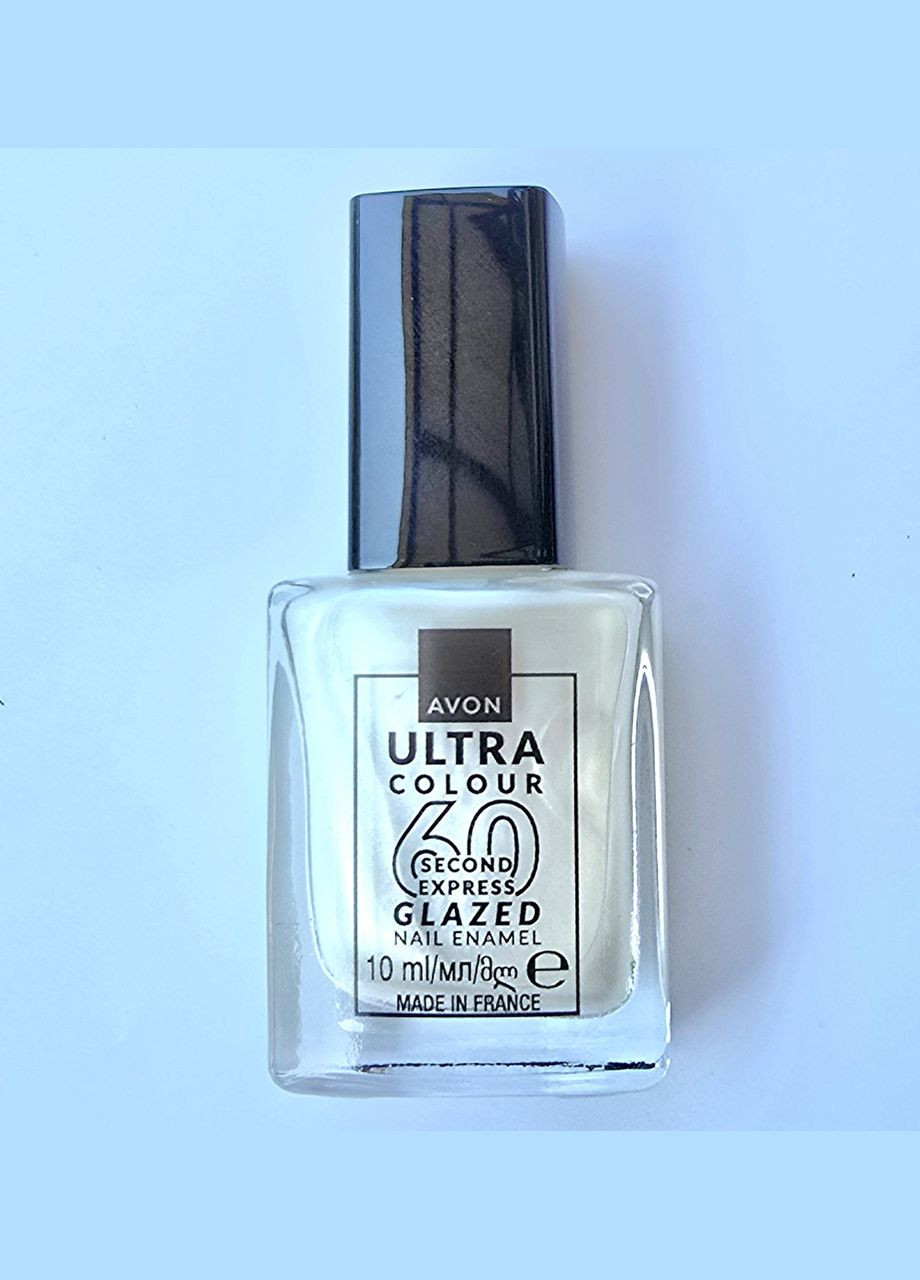 AVON
ULTRA
COLOUR
60
SECOND
EXPRESS
GLAZED
NAIL ENAMEL
10 ml/мл/მლ ℮
MADE IN FRANCE